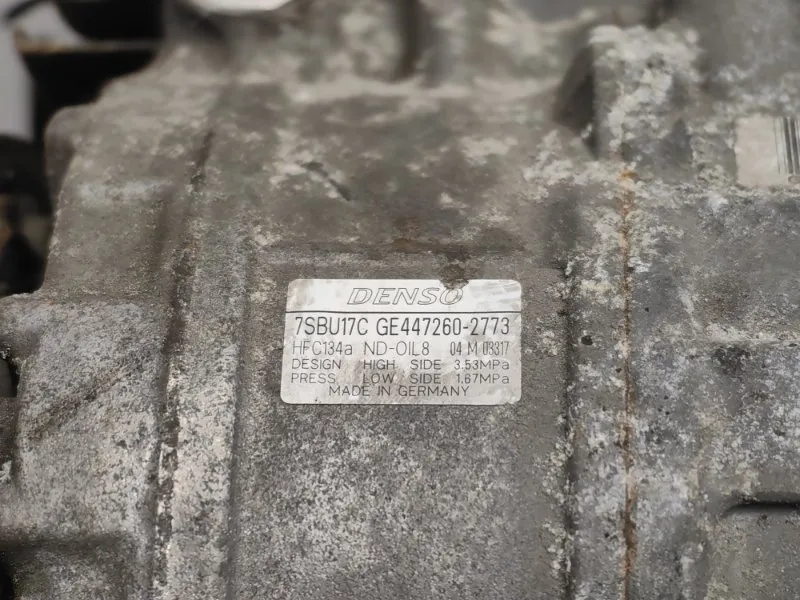 DENSO
7SBU17C GE447260-2773
HFC134a ND-OIL8 04 M 03317
DESIGN HIGH SIDE 3.53MPa
PRESS. LOW SIDE 1.67MPa
MADE IN GERMANY